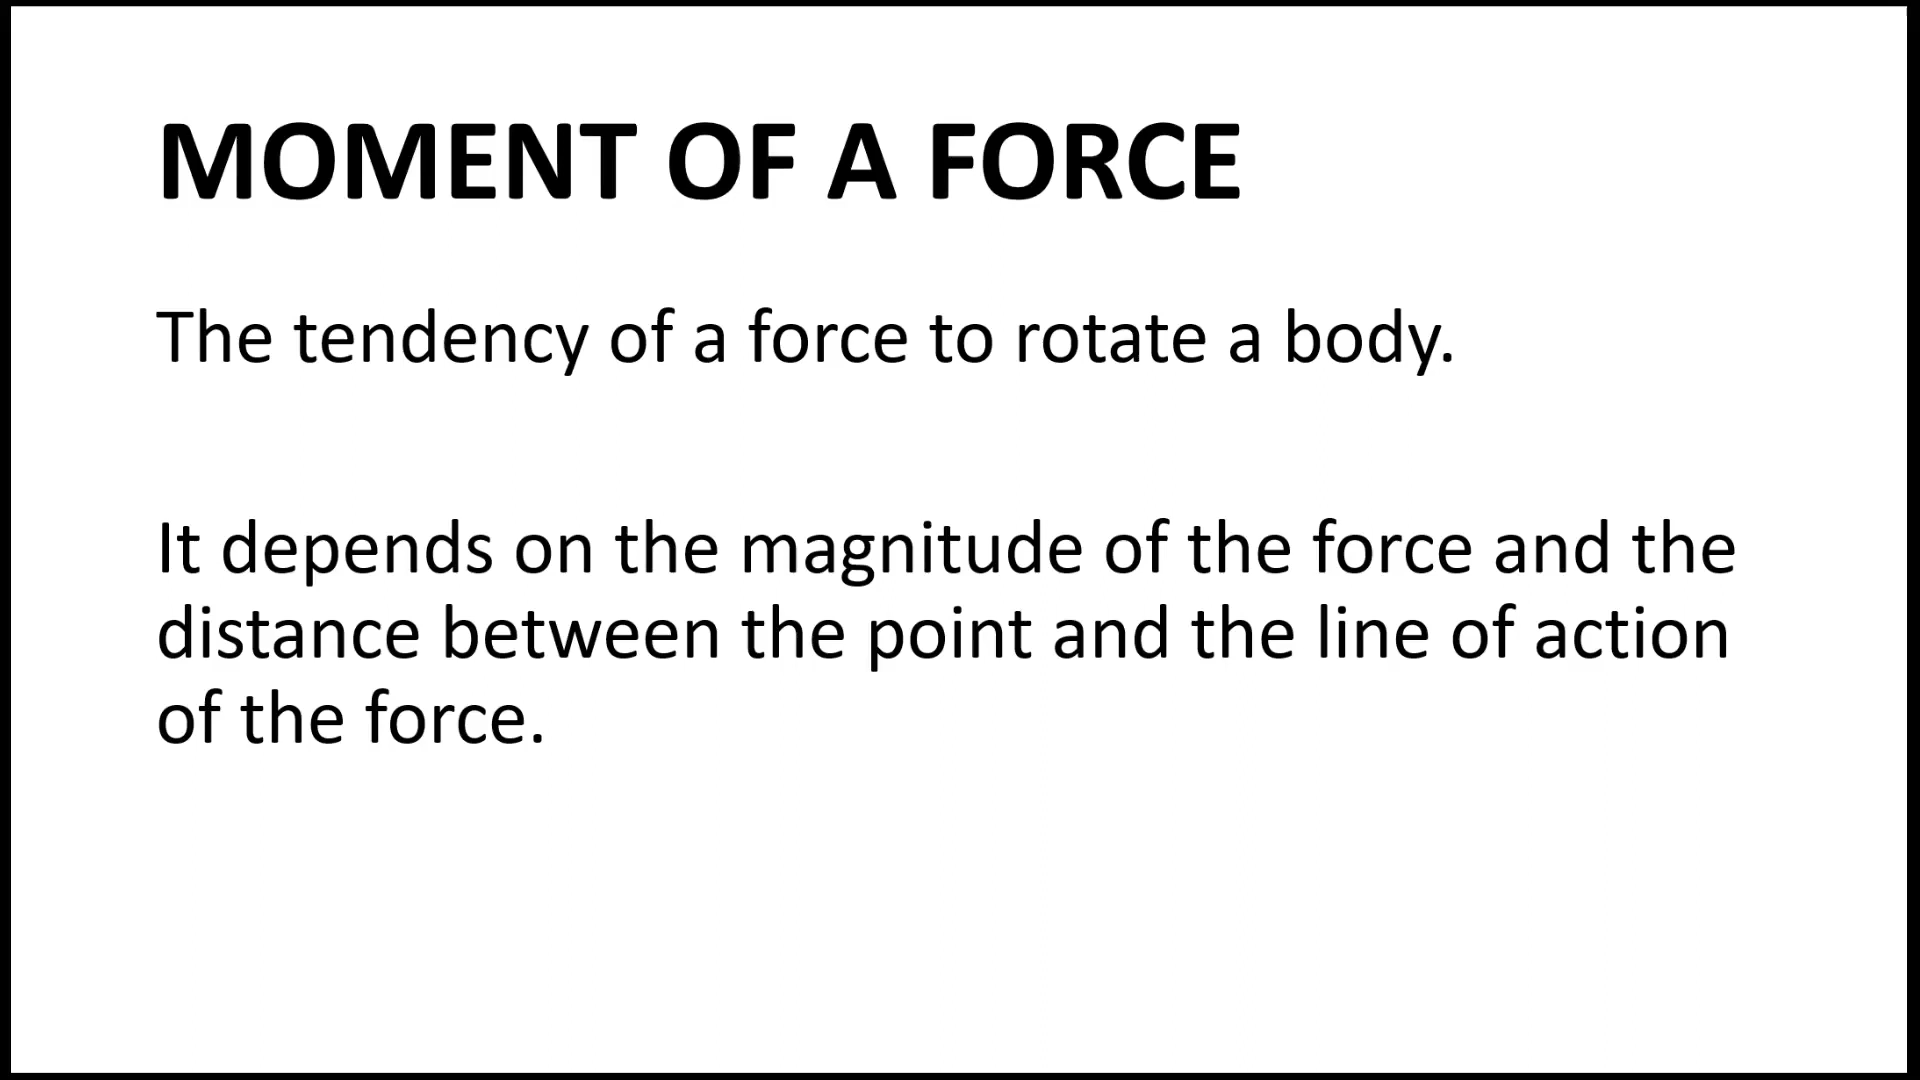 MOMENT OF A FORCE
The tendency of a force to rotate a body.
It depends on the magnitude of the force and the
distance between the point and the line of action
of the force.